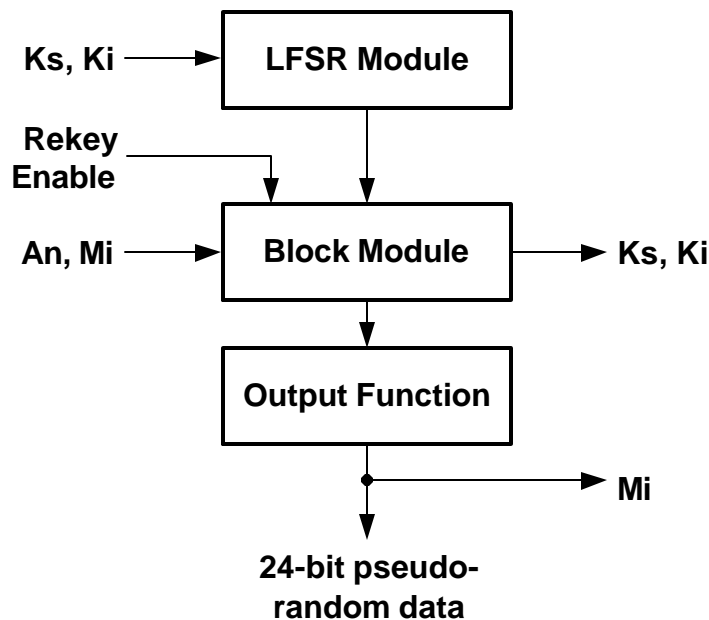 Ks, Ki
LFSR Module
Rekey
Enable
An, Mi
Block Module
Ks, Ki
Output Function
Mi
24-bit pseudo-
random data